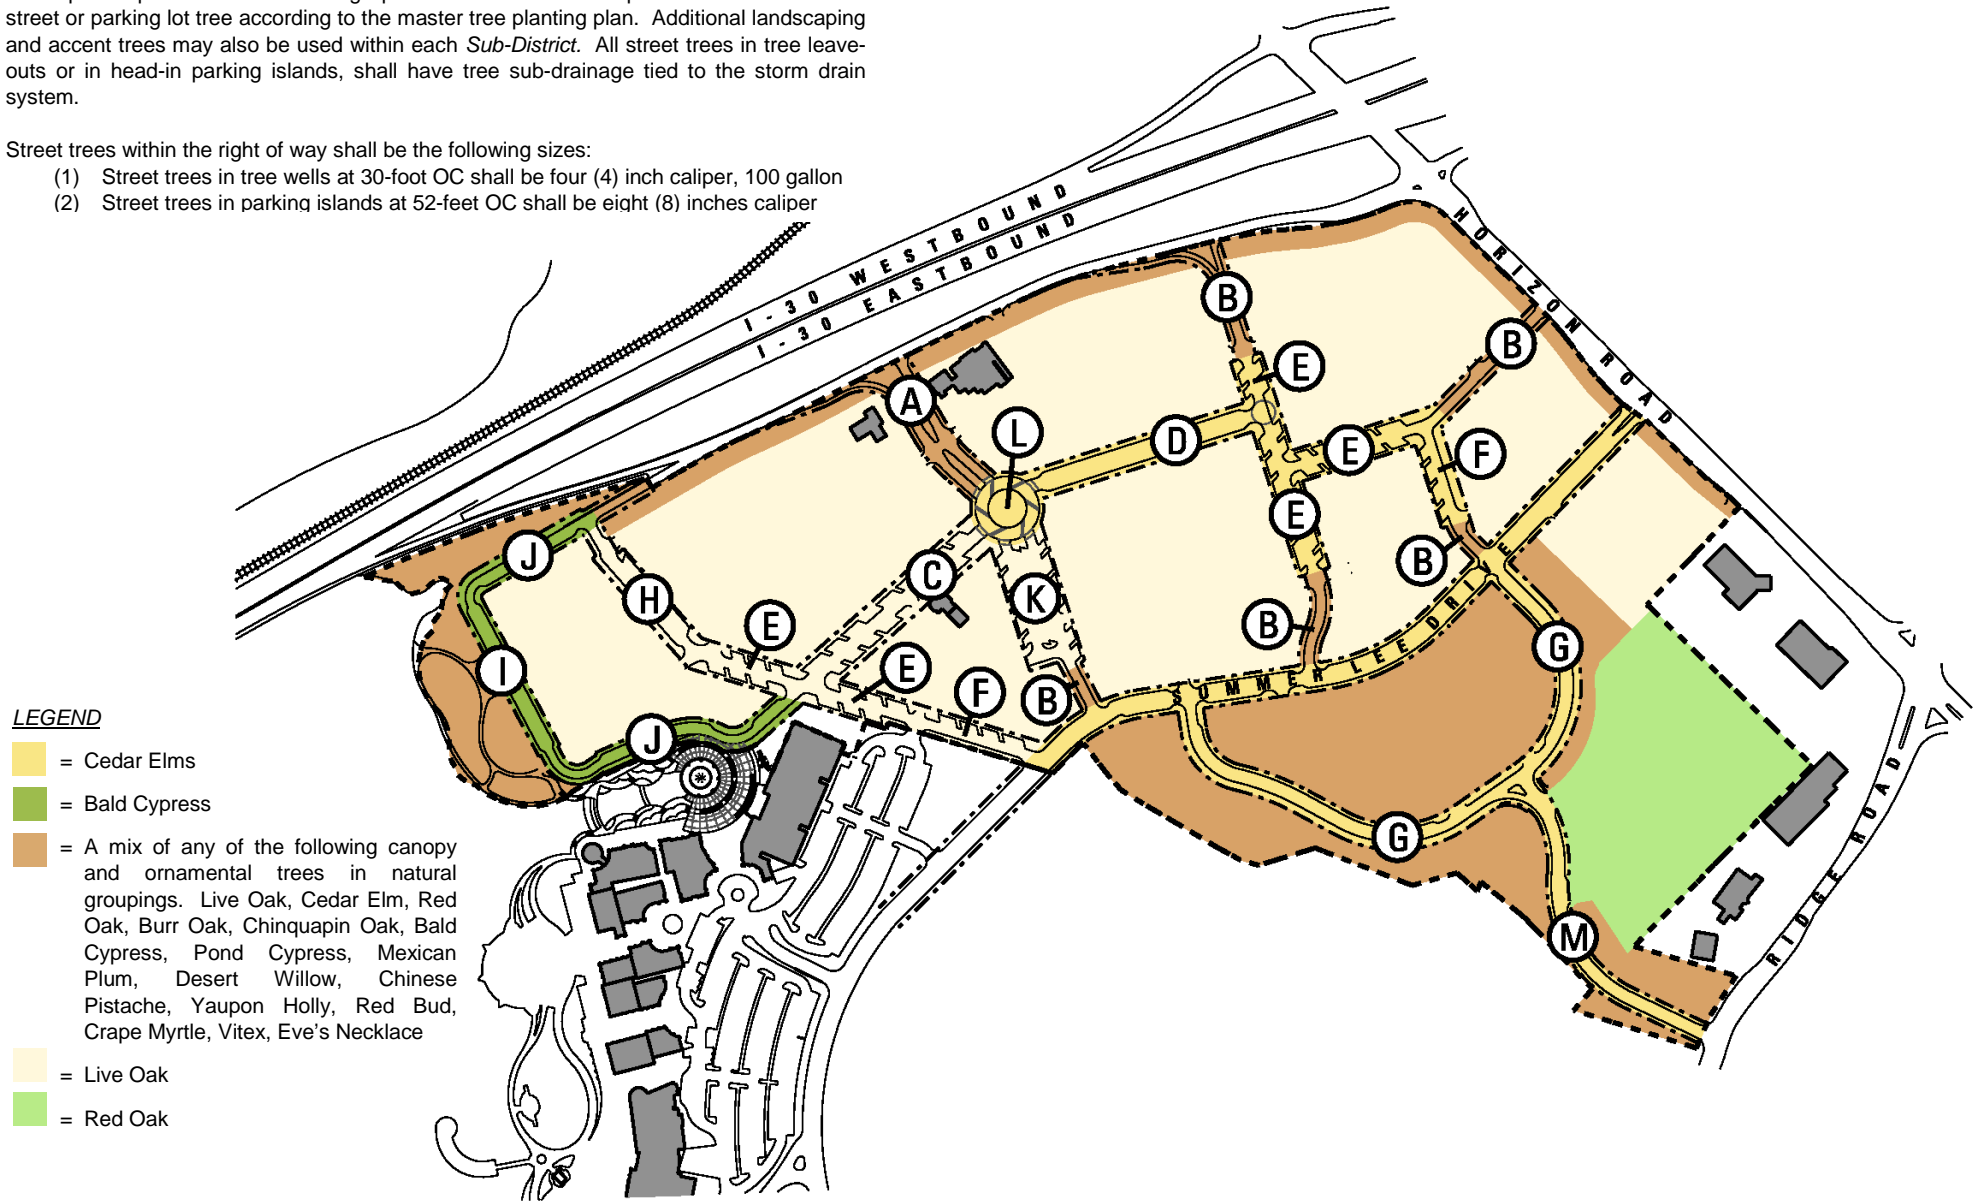 street or parking lot tree according to the master tree planting plan. Additional landscaping
and accent trees may also be used within each Sub-District. All street trees in tree leave-
outs or in head-in parking islands, shall have tree sub-drainage tied to the storm drain
system.
Street trees within the right of way shall be the following sizes:
(1) Street trees in tree wells at 30-foot OC shall be four (4) inch caliper, 100 gallon
(2) Street trees in parking islands at 52-feet OC shall be eight (8) inches caliper
I-30 WESTBOUND
I-30 EASTBOUND
HORIZON ROAD
B
B
E
A
L
D
E
F
E
J
C
B
H
K
E
B
G
I
E
F
B
SUMMER LEE DRIVE
J
G
M
RIDGE ROAD
LEGEND
= Cedar Elms
= Bald Cypress
= A mix of any of the following canopy
and ornamental trees in natural
groupings. Live Oak, Cedar Elm, Red
Oak, Burr Oak, Chinquapin Oak, Bald
Cypress, Pond Cypress, Mexican
Plum, Desert Willow, Chinese
Pistache, Yaupon Holly, Red Bud,
Crape Myrtle, Vitex, Eve's Necklace
= Live Oak
= Red Oak